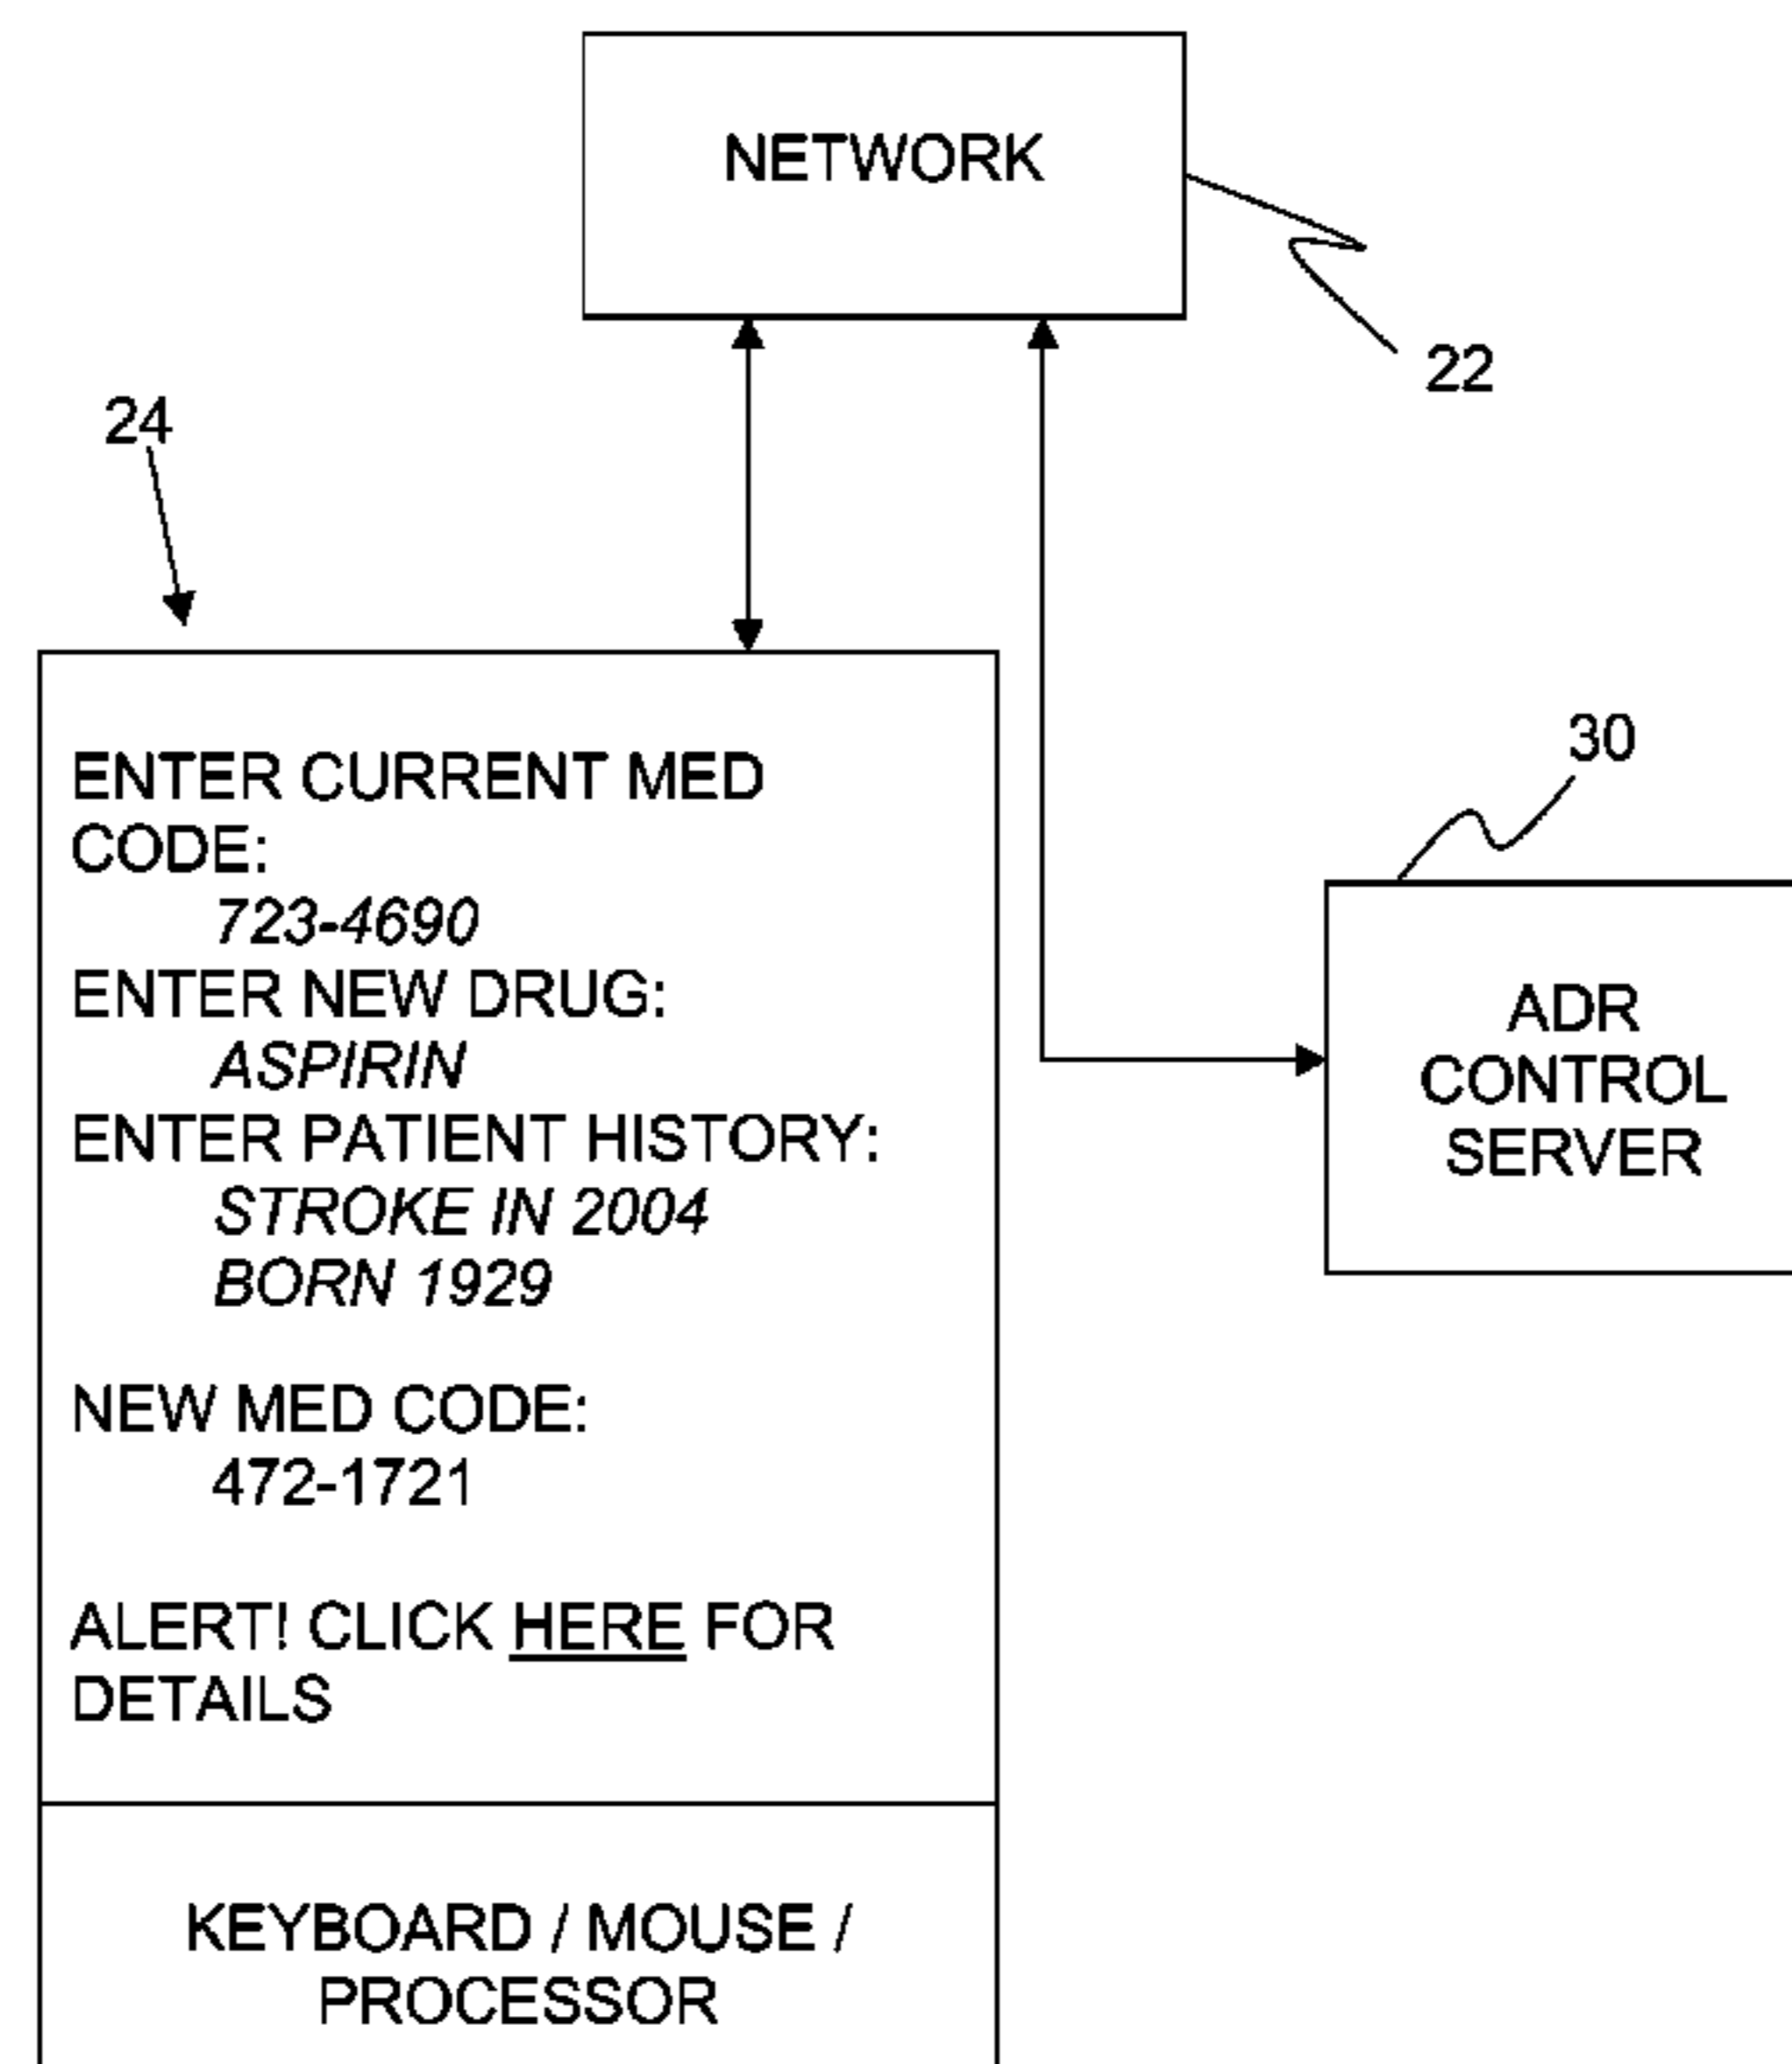 NETWORK
22
24
ENTER CURRENT MED
CODE:
723-4690
ENTER NEW DRUG:
ASPIRIN
ENTER PATIENT HISTORY:
STROKE IN 2004
BORN 1929
NEW MED CODE:
472-1721
ALERT! CLICK HERE FOR
DETAILS
KEYBOARD / MOUSE /
PROCESSOR
30
ADR
CONTROL
SERVER